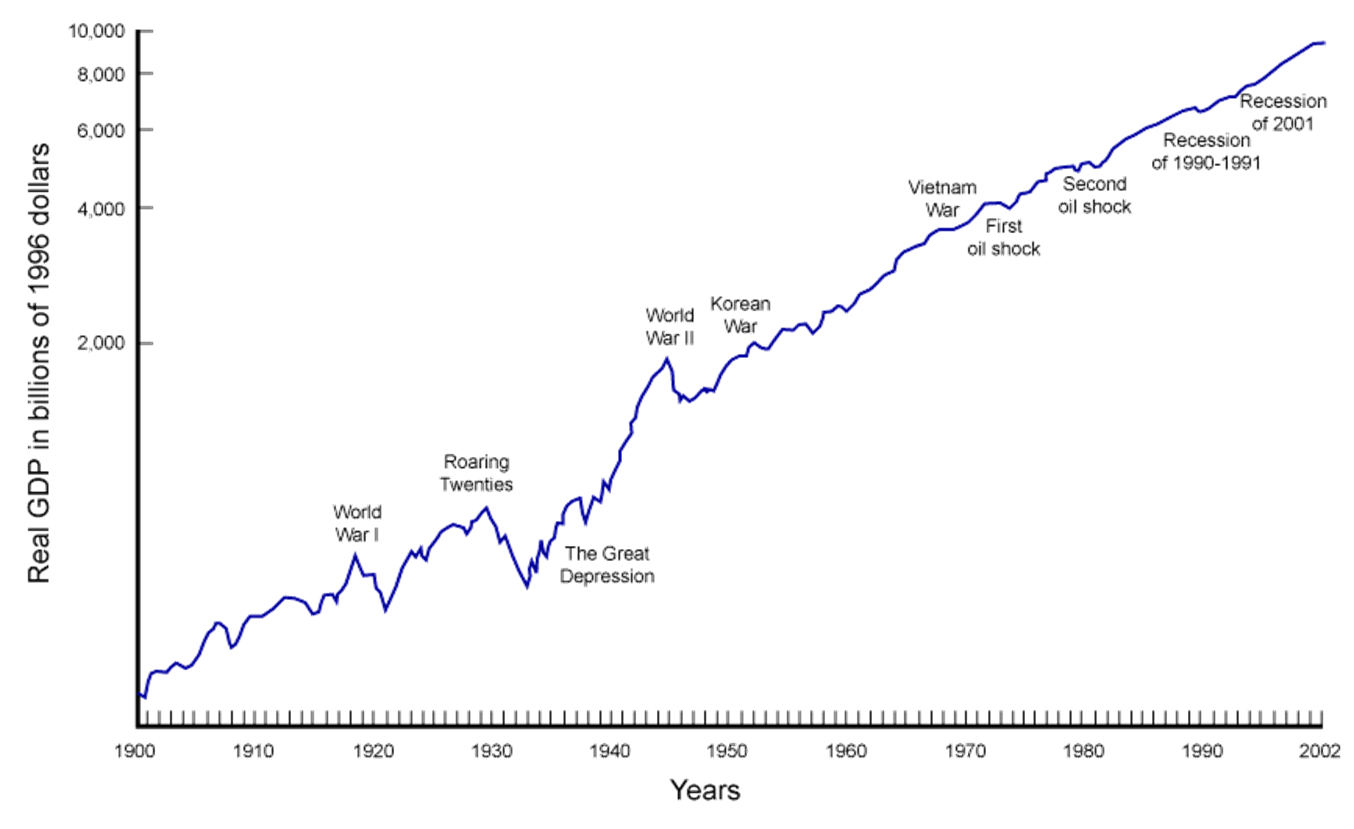 10,000
8,000
6,000
4,000
2,000
Real GDP in billions of 1996 dollars
World
War I
Roaring
Twenties
The Great
Depression
World
War II
Korean
War
Vietnam
War
First
oil shock
Second
oil shock
Recession
of 1990-1991
Recession
of 2001
1900
1910
1920
1930
1940
1950
1960
1970
1980
1990
2002
Years